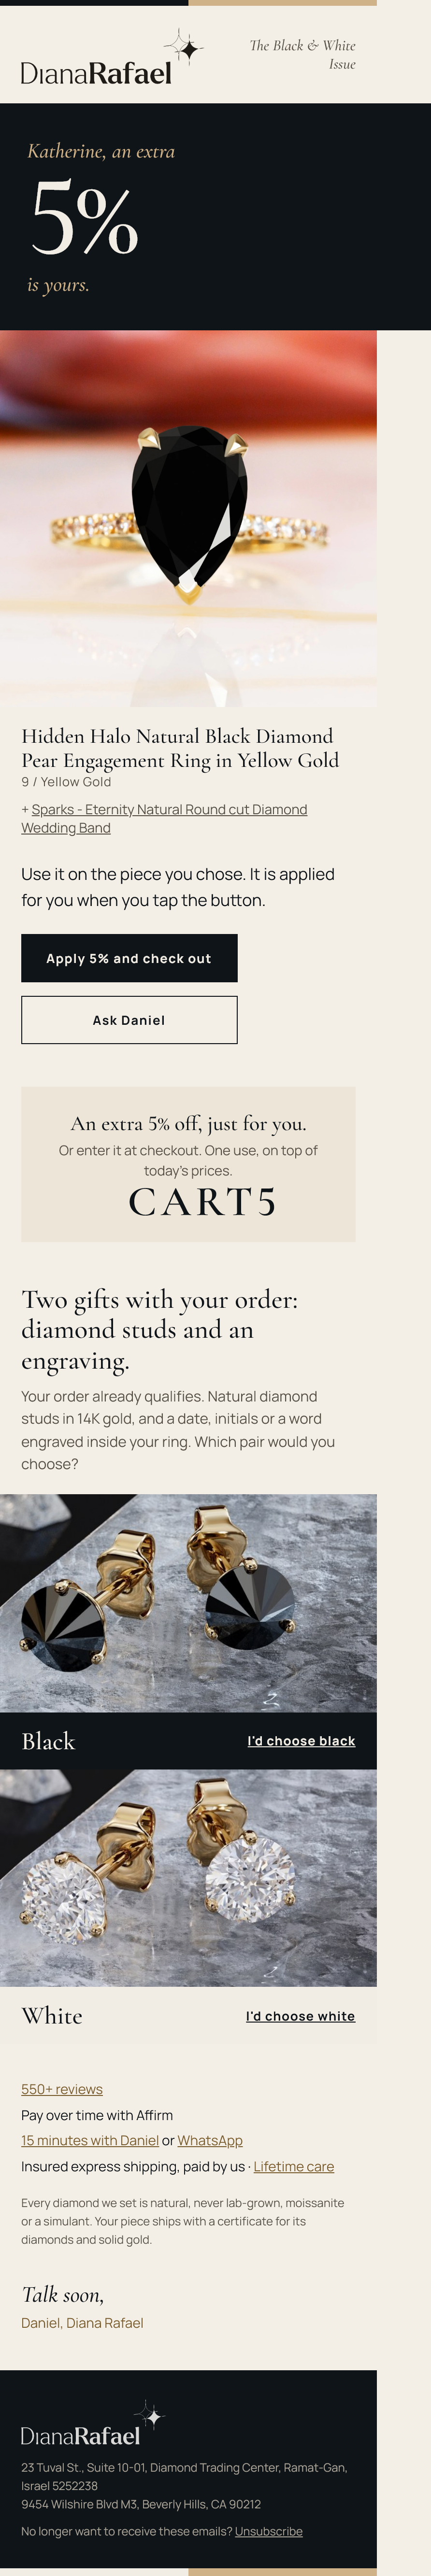 DianaRafael
The Black & White
Issue
Katherine, an extra
5%
is yours.
Hidden Halo Natural Black Diamond
Pear Engagement Ring in Yellow Gold
9 / Yellow Gold
+ Sparks - Eternity Natural Round cut Diamond
Wedding Band
Use it on the piece you chose. It is applied
for you when you tap the button.
Apply 5% and check out
Ask Daniel
An extra 5% off, just for you.
Or enter it at checkout. One use, on top of
today's prices.
CART5
Two gifts with your order:
diamond studs and an
engraving.
Your order already qualifies. Natural diamond
studs in 14K gold, and a date, initials or a word
engraved inside your ring. Which pair would you
choose?
Black
I'd choose black
White
I'd choose white
550+ reviews
Pay over time with Affirm
15 minutes with Daniel or WhatsApp
Insured express shipping, paid by us · Lifetime care
Every diamond we set is natural, never lab-grown, moissanite
or a simulant. Your piece ships with a certificate for its
diamonds and solid gold.
Talk soon,
Daniel, Diana Rafael
DianaRafael
23 Tuval St., Suite 10-01, Diamond Trading Center, Ramat-Gan,
Israel 5252238
9454 Wilshire Blvd M3, Beverly Hills, CA 90212
No longer want to receive these emails? Unsubscribe